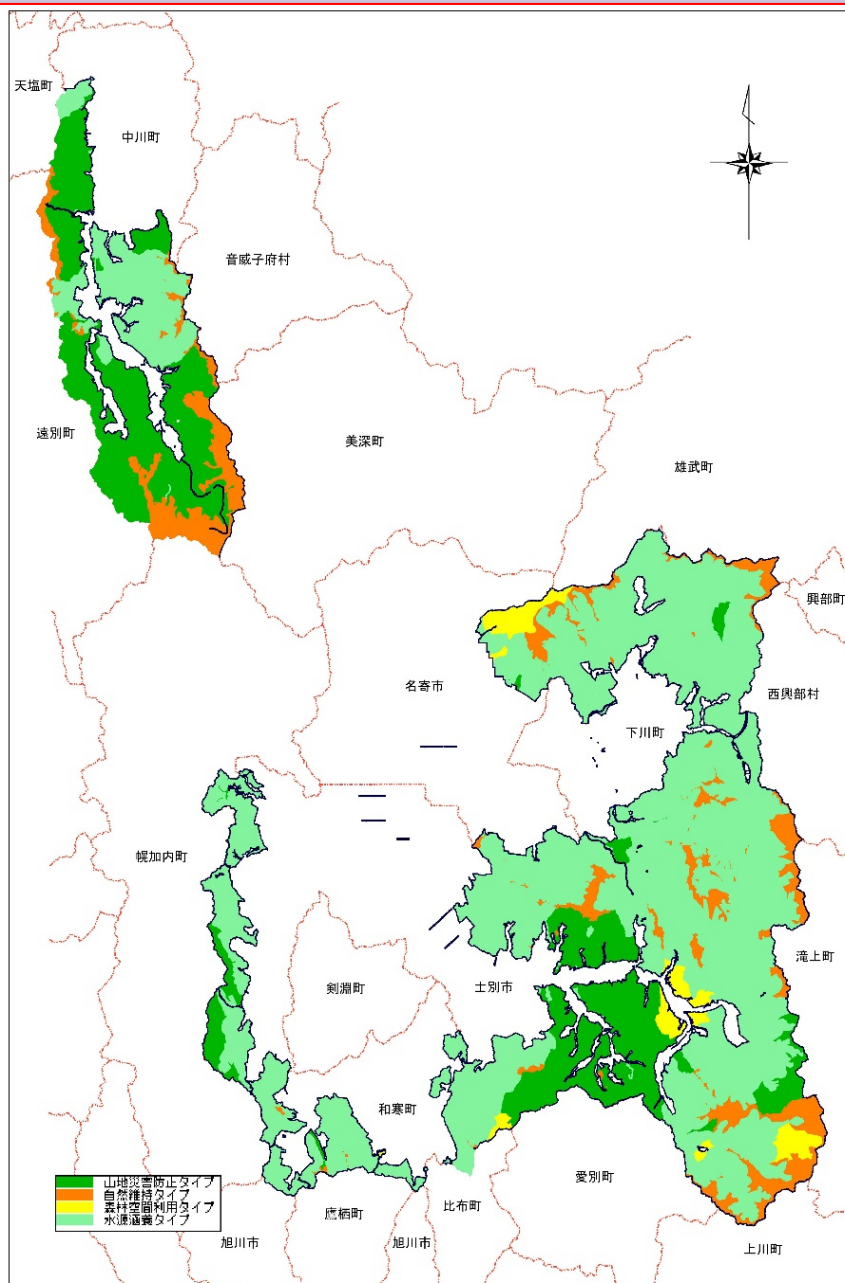 天塩町
中川町
音威子府村
遠別町
美深町
雄武町
興部町
名寄市
西興部村
下川町
幌加内町
滝上町
剣淵町
士別市
和寒町
愛別町
山地災害防止タイプ
自然維持タイプ
森林空間利用タイプ
水源涵養タイプ
比布町
鷹栖町
旭川市
旭川市
上川町